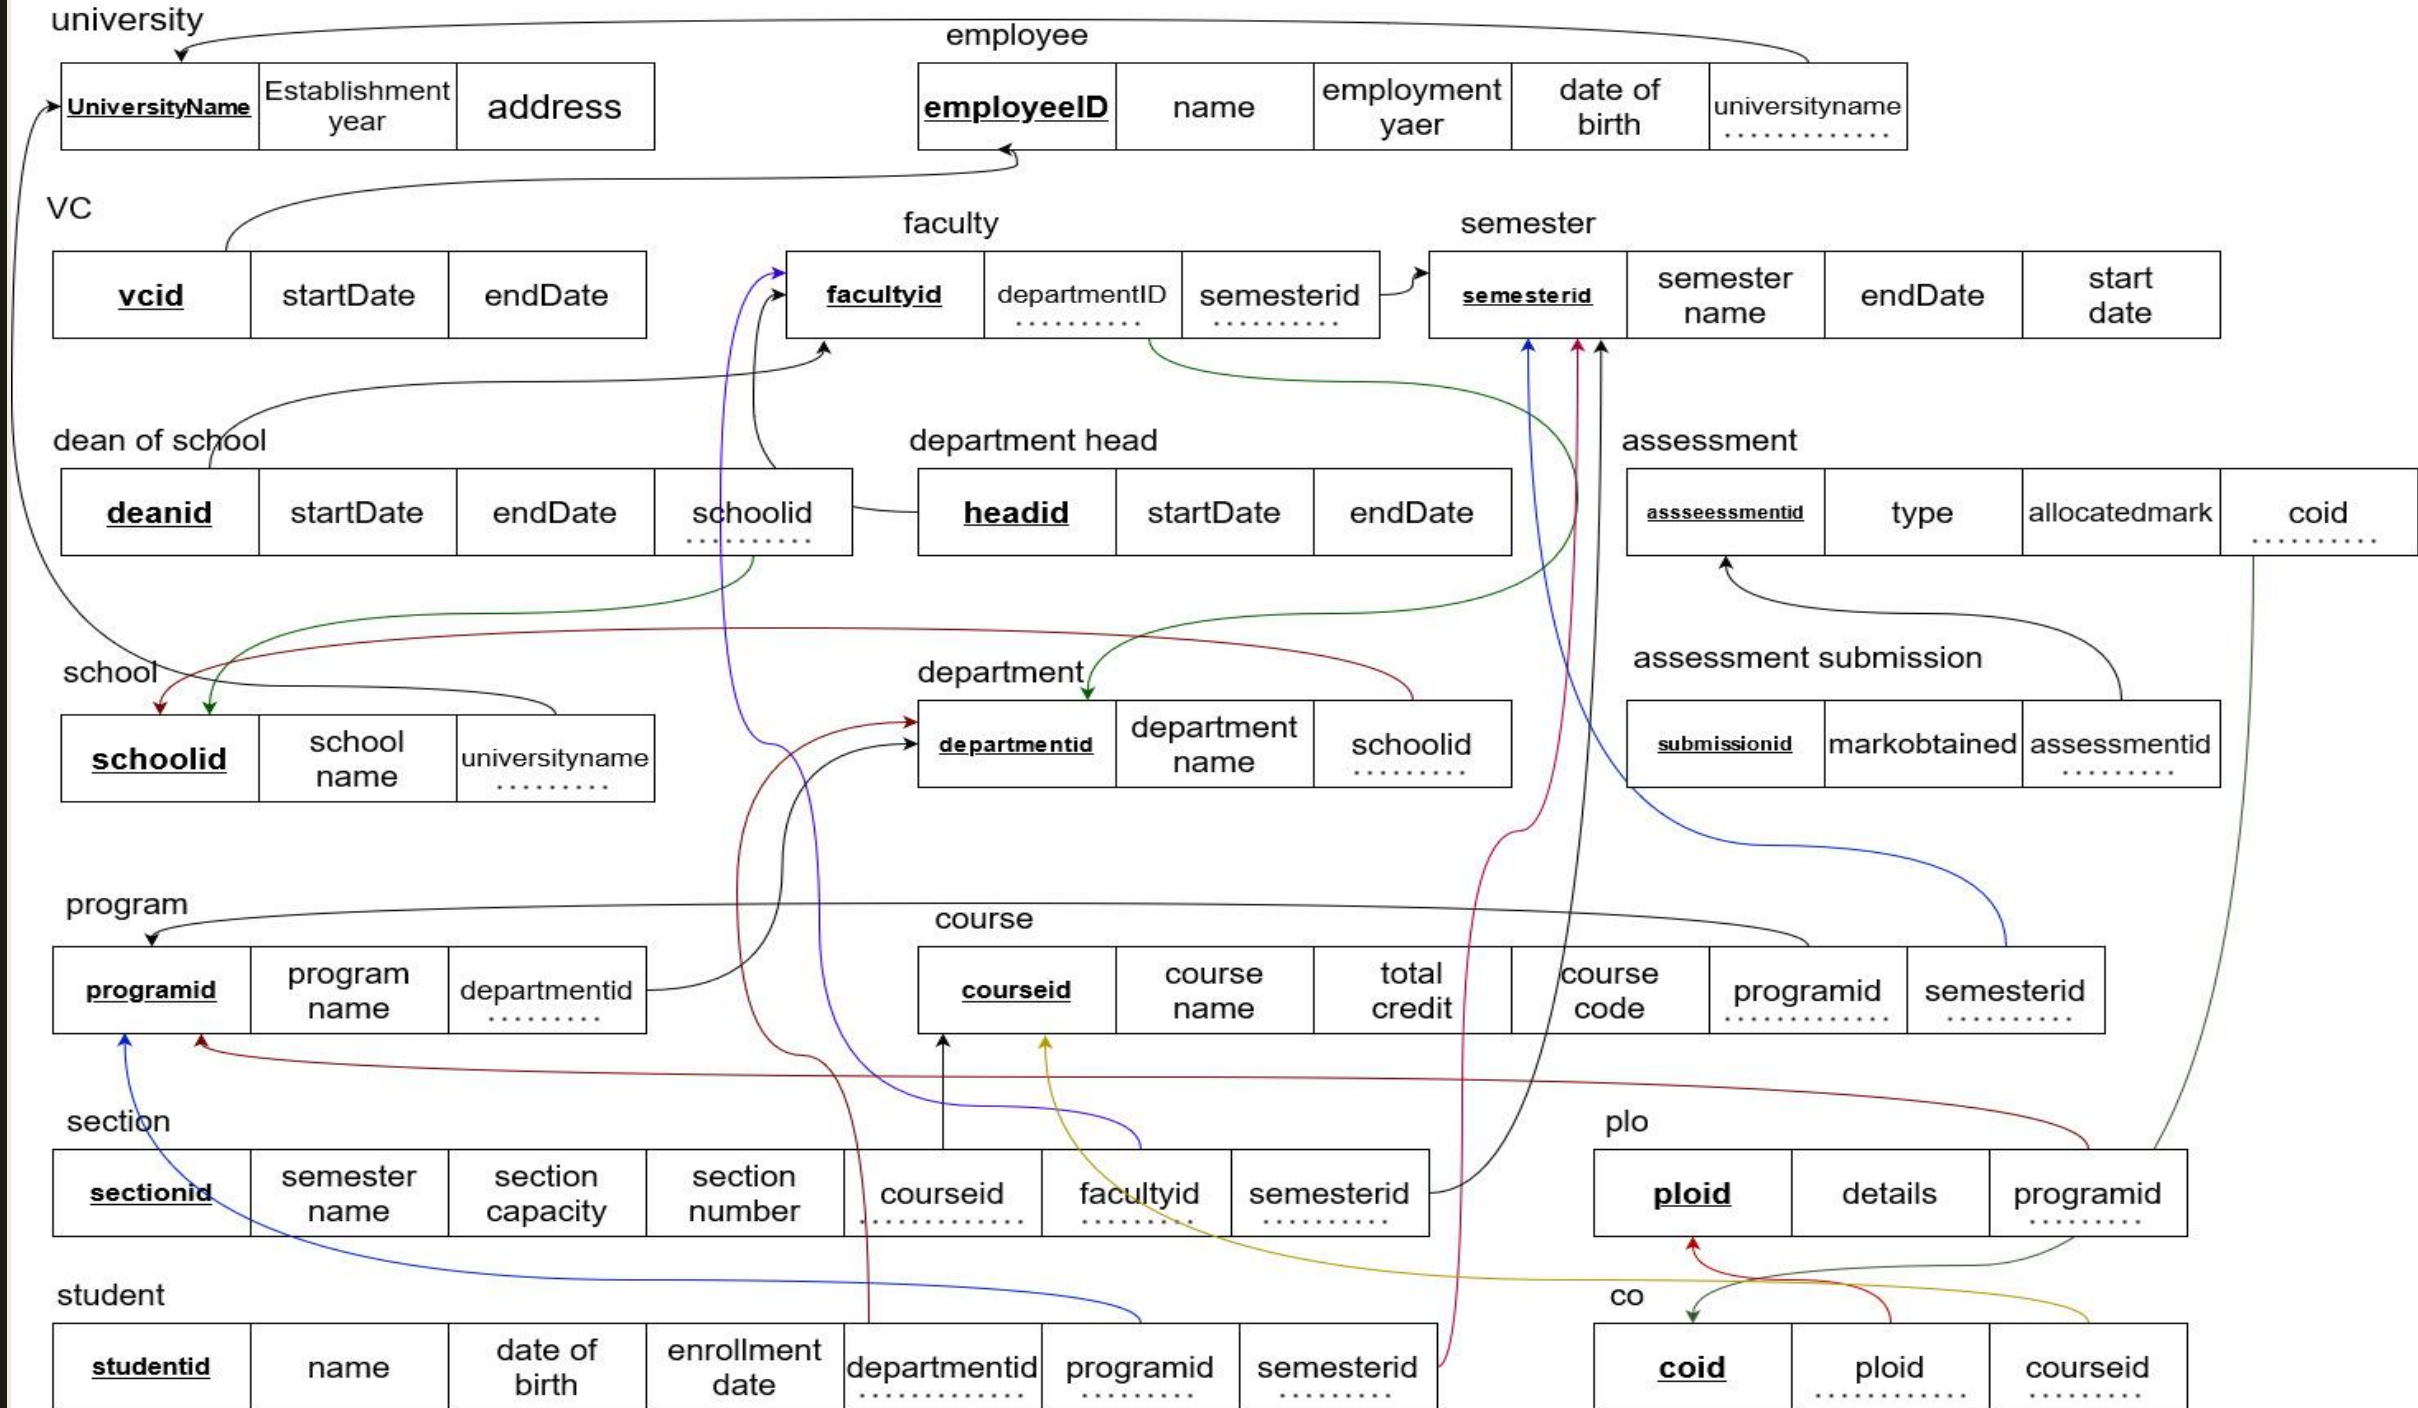 university
employee
UniversityName
Establishment
year
address
employeeID
name
employment
yaer
date of
birth
universityname
VC
faculty
semester
vcid
startDate
endDate
facultyid
departmentID
semesterid
semesterid
semester
name
endDate
start
date
dean of school
department head
assessment
deanid
startDate
endDate
schoolid
headid
startDate
endDate
assseessmentid
type
allocatedmark
coid
school
department
assessment submission
schoolid
school
name
universityname
departmentid
department
name
schoolid
submissionid
markobtained
assessmentid
program
course
programid
program
name
departmentid
courseid
course
name
total
credit
course
code
programid
semesterid
section
plo
sectionid
semester
name
section
capacity
section
number
courseid
facultyid
semesterid
ploid
details
programid
student
co
studentid
name
date of
birth
enrollment
date
departmentid
programid
semesterid
coid
ploid
courseid